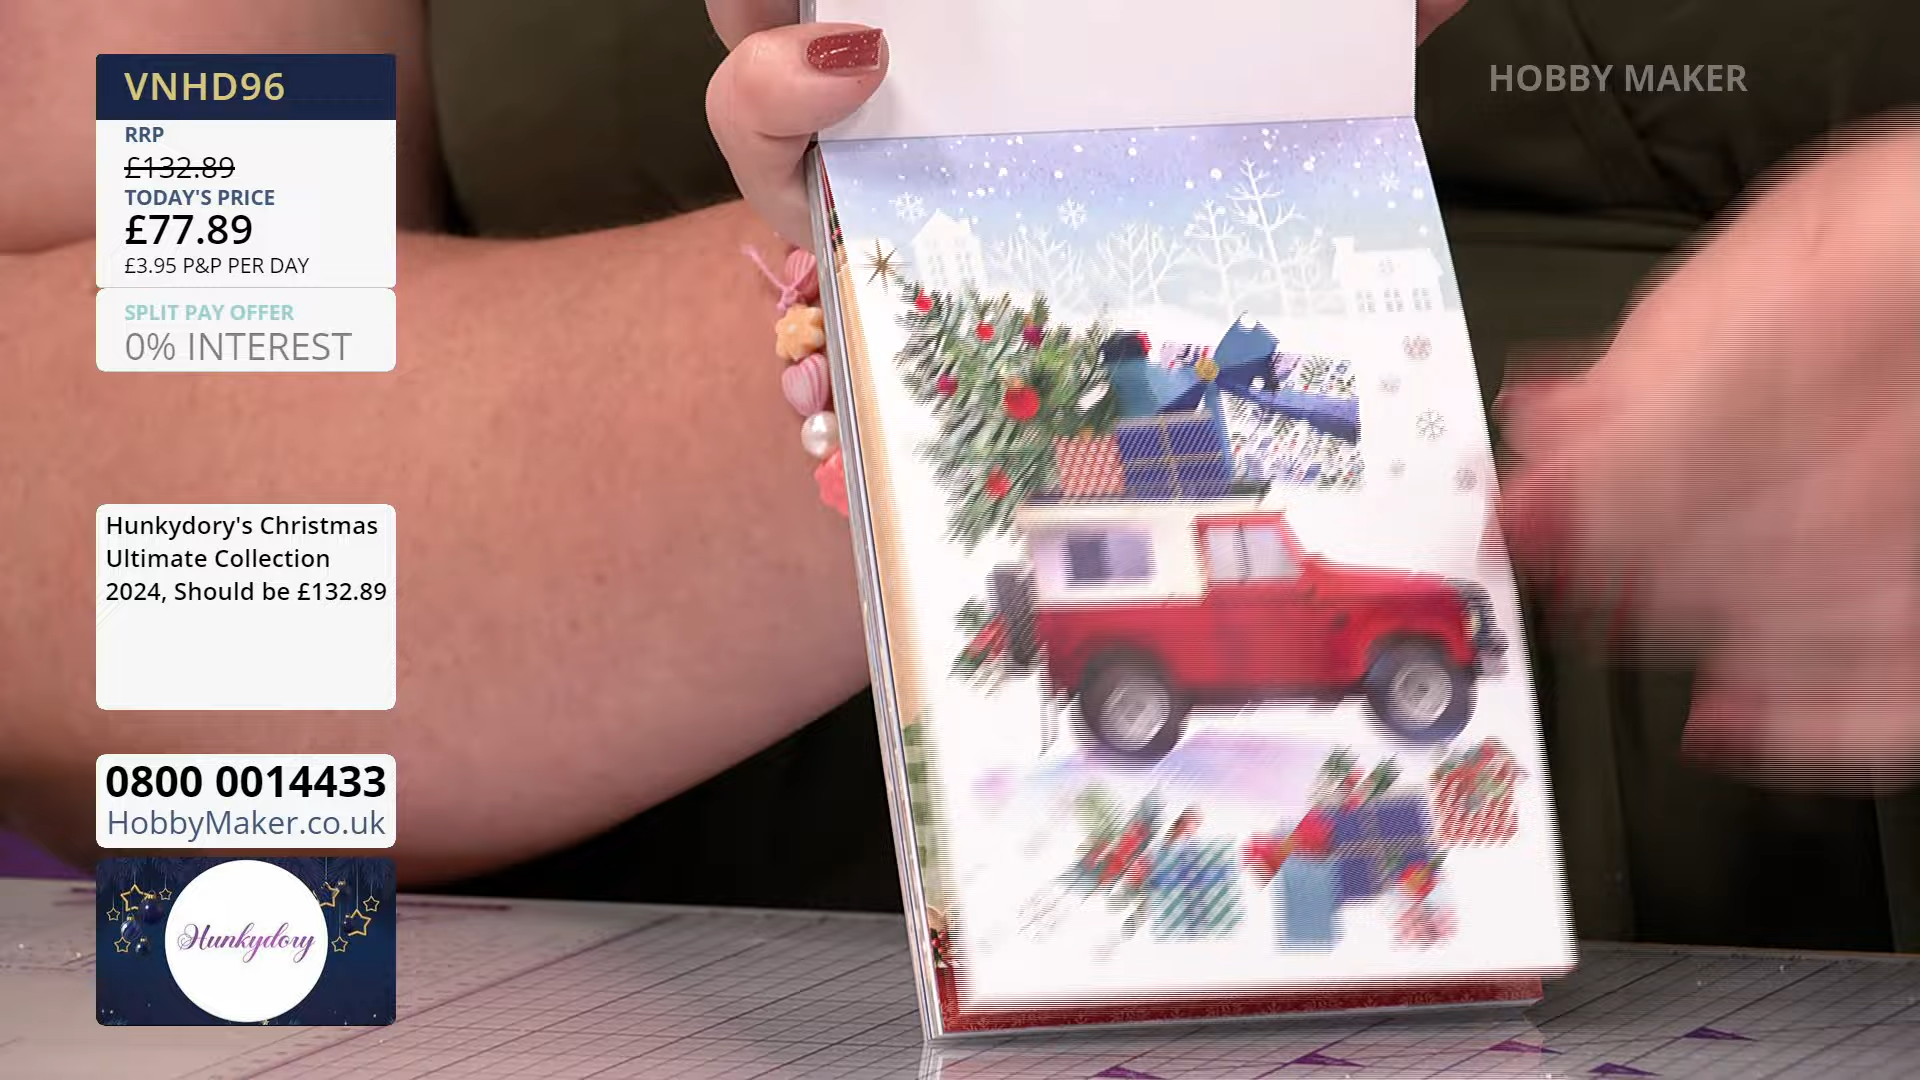 VNHD96
RRP
£132.89
TODAY'S PRICE
£77.89
£3.95 P&P PER DAY
SPLIT PAY OFFER
0% INTEREST
Hunkydory's Christmas
Ultimate Collection
2024, Should be £132.89
0800 0014433
HobbyMaker.co.uk
Hunkydory
HOBBY MAKER